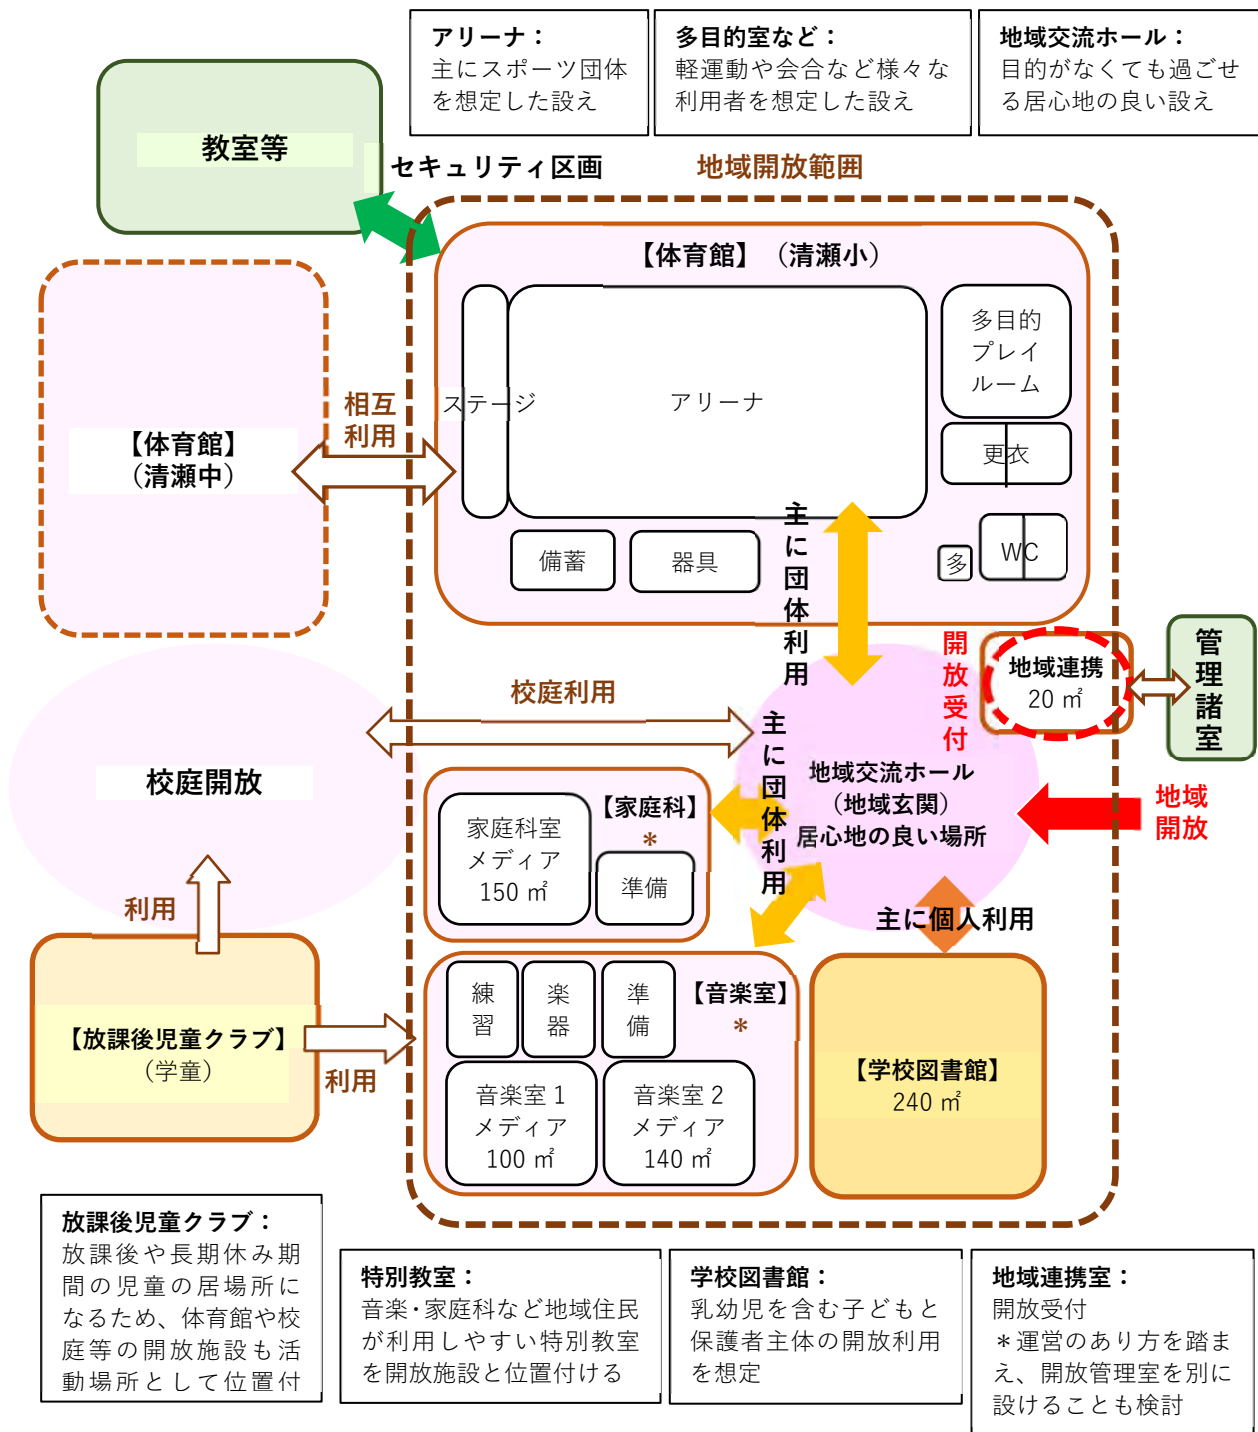 アリーナ：
主にスポーツ団体
を想定した設え
多目的室など：
軽運動や会合など様々な
利用者を想定した設え
地域交流ホール：
目的がなくても過ごせ
る居心地の良い設え
教室等
セキュリティ区画
地域開放範囲
【体育館】（清瀬小）
ステージ
アリーナ
多目的
プレイ
ルーム
更衣
備蓄
器具
多
WC
【体育館】
（清瀬中）
相互
利用
主に団体利用
開放受付
地域連携
20 ㎡
管理諸室
校庭利用
校庭開放
主に団体利用
地域交流ホール
（地域玄関）
居心地の良い場所
地域
開放
【家庭科】
＊
家庭科室
メディア
150 ㎡
準備
利用
主に個人利用
【放課後児童クラブ】
（学童）
利用
練習
楽器
準備
【音楽室】
＊
音楽室 1
メディア
100 ㎡
音楽室 2
メディア
140 ㎡
【学校図書館】
240 ㎡
放課後児童クラブ：
放課後や長期休み期
間の児童の居場所に
なるため、体育館や校
庭等の開放施設も活
動場所として位置付
特別教室：
音楽・家庭科など地域住民
が利用しやすい特別教室
を開放施設と位置付ける
学校図書館：
乳幼児を含む子どもと
保護者主体の開放利用
を想定
地域連携室：
開放受付
＊運営のあり方を踏ま
え、開放管理室を別に
設けることも検討